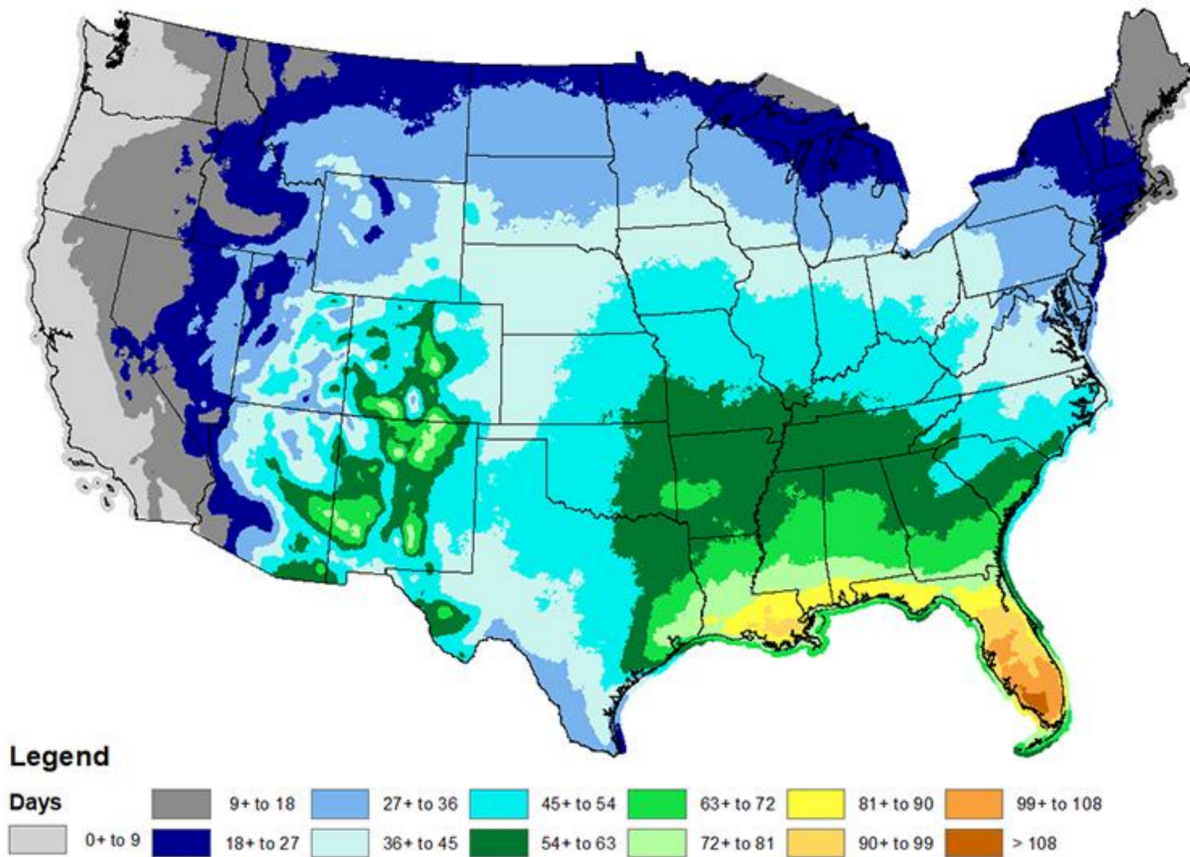 Legend
Days
9+ to 18 27+ to 36 45+ to 54 63+ to 72 81+ to 90 99+ to 108
0+ to 9 18+ to 27 36+ to 45 54+ to 63 72+ to 81 90+ to 99 > 108